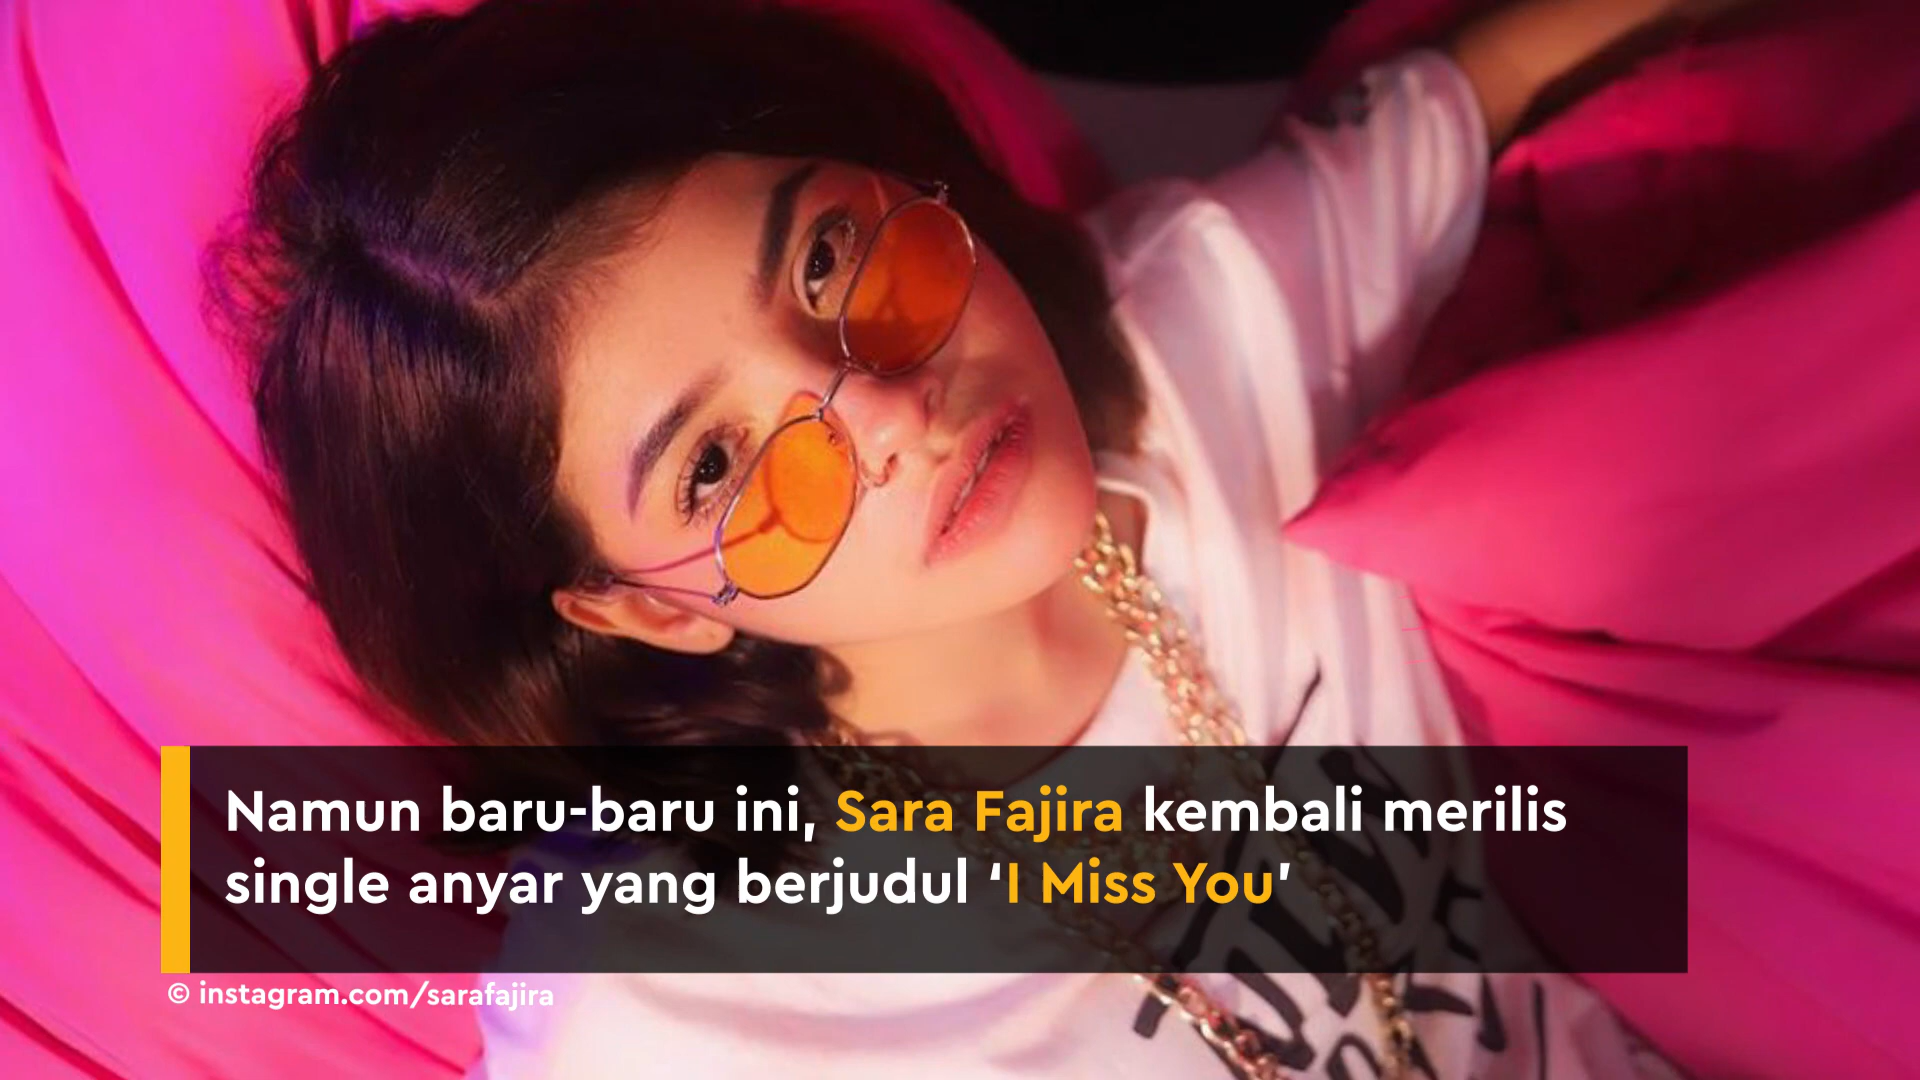 Namun baru-baru ini, Sara Fajira kembali merilis
single anyar yang berjudul ‘I Miss You’
© instagram.com/sarafajira